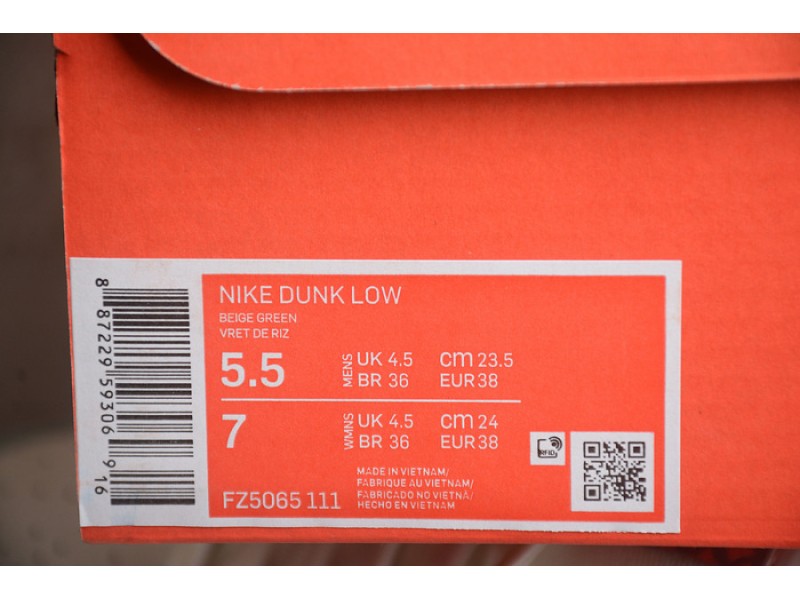 NIKE DUNK LOW
BEIGE GREEN
VRET DE RIZ
5.5 MENS UK 4.5 cm 23.5
BR 36 EUR 38
7 WMNS UK 4.5 cm 24
BR 36 EUR 38
RFID
MADE IN VIETNAM/
FABRIQUE AU VIETNAM/
FABRICADO NO VIETNÃ/
HECHO EN VIETNAM
FZ5065 111
8 87229 59306 916